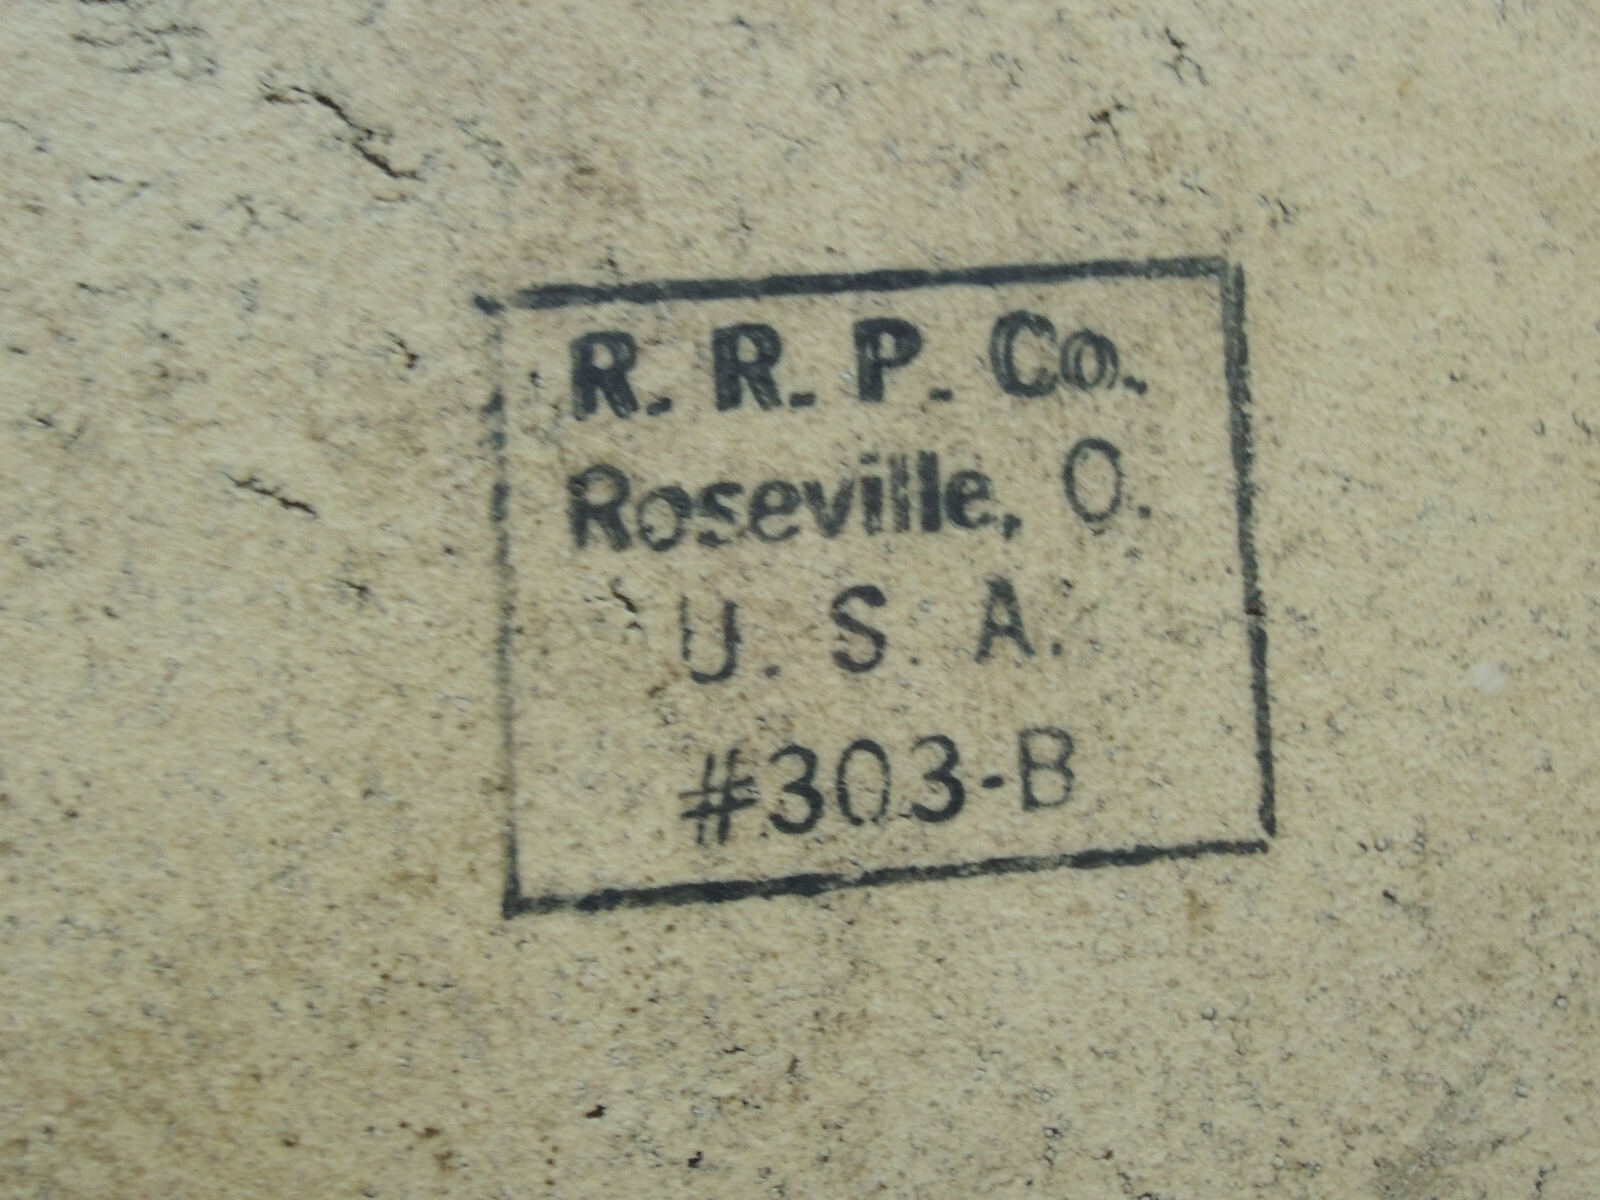 R. R. P. Co.
Roseville, O.
U. S. A.
#303-B